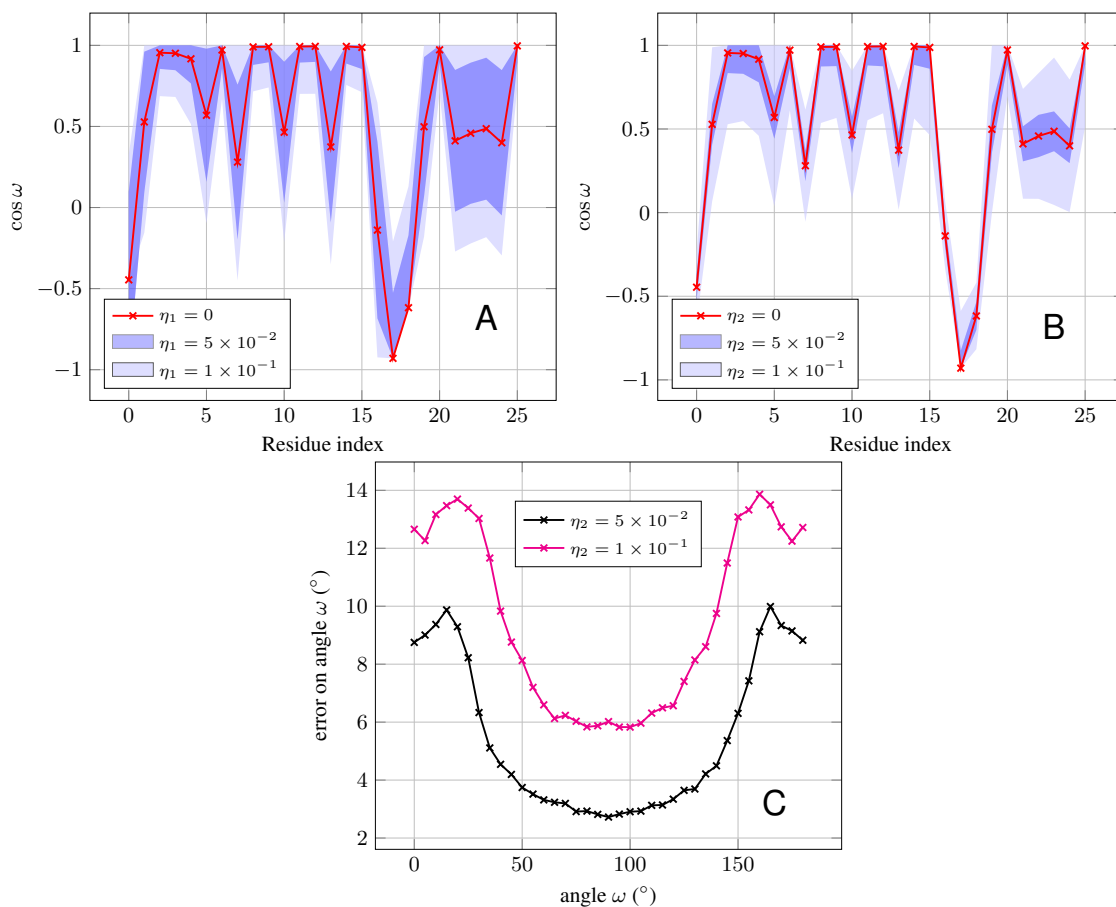 1
0.5
0
−0.5
−1
cos ω
η₁ = 0
η₁ = 5 × 10⁻²
η₁ = 1 × 10⁻¹
A
0 5 10 15 20 25
Residue index
1
0.5
0
−0.5
−1
cos ω
η₂ = 0
η₂ = 5 × 10⁻²
η₂ = 1 × 10⁻¹
B
0 5 10 15 20 25
Residue index
14
12
10
8
6
4
2
error on angle ω (°)
η₂ = 5 × 10⁻²
η₂ = 1 × 10⁻¹
C
0 50 100 150
angle ω (°)